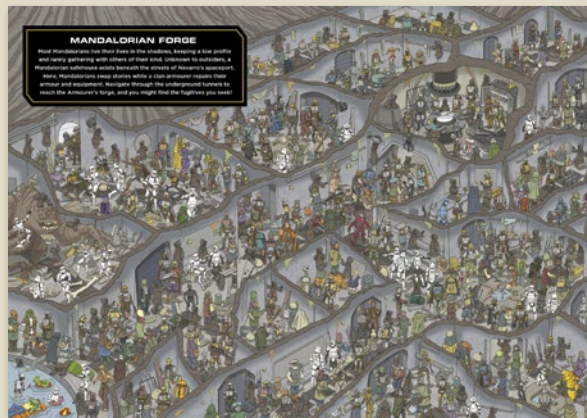 MANDALORIAN FORGE
Most Mandalorians live their lives in the shadows, keeping a low profile
and rarely gathering with others of their kind. Unknown to outsiders, a
Mandalorian safehouse exists beneath the streets of Navarro's spaceport.
Here, Mandalorians swap stories while a clan armourer repairs their
armour and equipment. Navigate through the underground tunnels to
reach the Armourer's forge, and you might find the fugitives you seek!